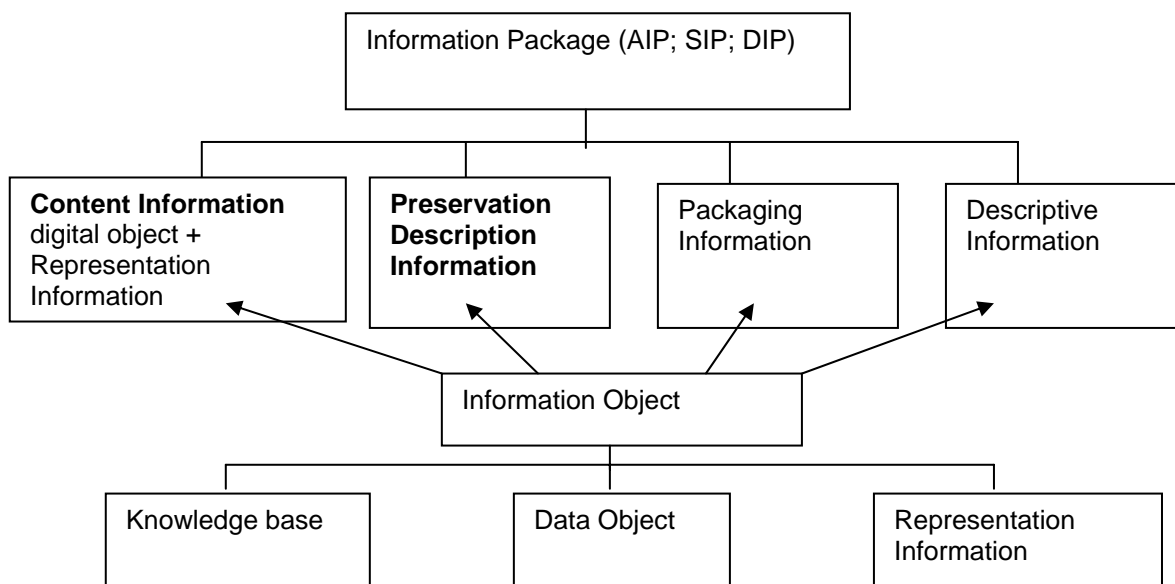 Information Package (AIP; SIP; DIP)
Content Information
digital object +
Representation
Information
Preservation
Description
Information
Packaging
Information
Descriptive
Information
Information Object
Knowledge base
Data Object
Representation
Information